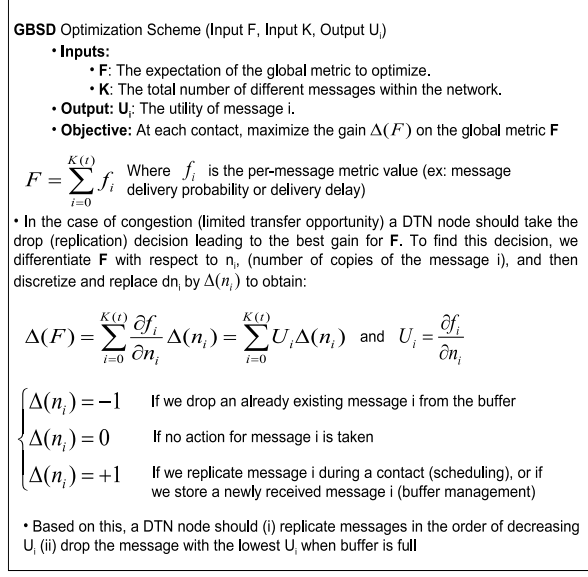 GBSD Optimization Scheme (Input F, Input K, Output Uᵢ)
• Inputs:
• F: The expectation of the global metric to optimize.
• K: The total number of different messages within the network.
• Output: Uᵢ: The utility of message i.
• Objective: At each contact, maximize the gain Δ(F) on the global metric F
F = ∑_{i=0}^{K(t)} fᵢ Where fᵢ is the per-message metric value (ex: message
delivery probability or delivery delay)
• In the case of congestion (limited transfer opportunity) a DTN node should take the
drop (replication) decision leading to the best gain for F. To find this decision, we
differentiate F with respect to nᵢ, (number of copies of the message i), and then
discretize and replace dnᵢ by Δ(nᵢ) to obtain:
Δ(F) = ∑_{i=0}^{K(t)} ∂fᵢ/∂nᵢ Δ(nᵢ) = ∑_{i=0}^{K(t)} UᵢΔ(nᵢ) and Uᵢ = ∂fᵢ/∂nᵢ
Δ(nᵢ) = −1 If we drop an already existing message i from the buffer
Δ(nᵢ) = 0 If no action for message i is taken
Δ(nᵢ) = +1 If we replicate message i during a contact (scheduling), or if
we store a newly received message i (buffer management)
• Based on this, a DTN node should (i) replicate messages in the order of decreasing
Uᵢ (ii) drop the message with the lowest Uᵢ when buffer is full